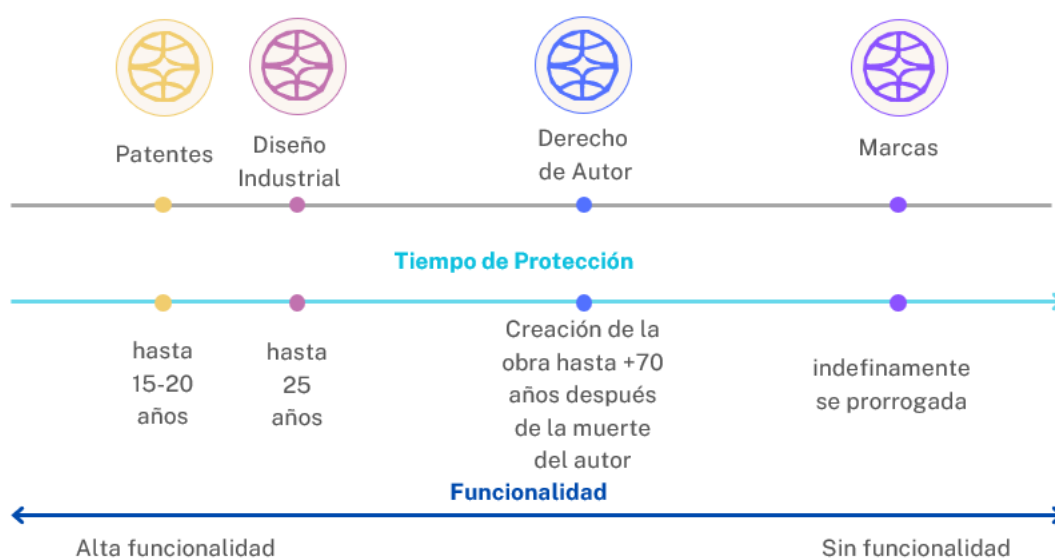 Patentes
Diseño
Industrial
Derecho
de Autor
Marcas
Tiempo de Protección
hasta
15-20
años
hasta
25
años
Creación de la
obra hasta +70
años después
de la muerte
del autor
indefinamente
se prorrogada
Funcionalidad
Alta funcionalidad
Sin funcionalidad